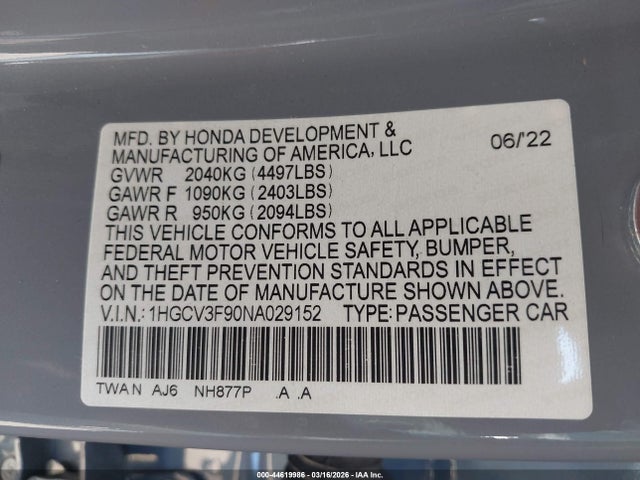 MFD. BY HONDA DEVELOPMENT & 06/'22
MANUFACTURING OF AMERICA, LLC
GVWR 2040KG (4497LBS)
GAWR F 1090KG (2403LBS)
GAWR R 950KG (2094LBS)
THIS VEHICLE CONFORMS TO ALL APPLICABLE
FEDERAL MOTOR VEHICLE SAFETY, BUMPER,
AND THEFT PREVENTION STANDARDS IN EFFECT
ON THE DATE OF MANUFACTURE SHOWN ABOVE.
V.I.N.: 1HGCV3F90NA029152 TYPE: PASSENGER CAR
TWA N AJ6 NH877P .A .A
000-44619986 - 03/16/2026 - IAA Inc.